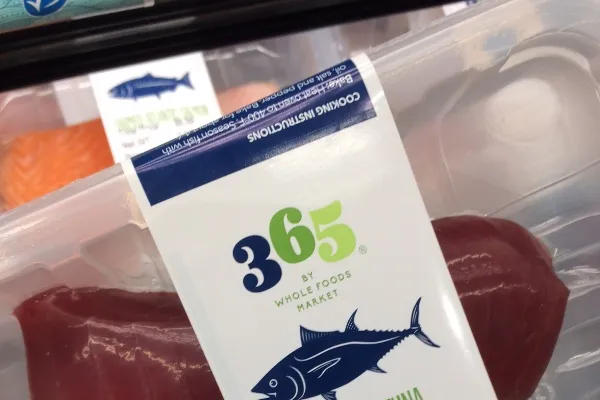 COOKING INSTRUCTIONS
Bake: Heat oven to 400°F. Season fish with
oil, salt and pepper. Bake for
365®
BY
WHOLE FOODS
MARKET